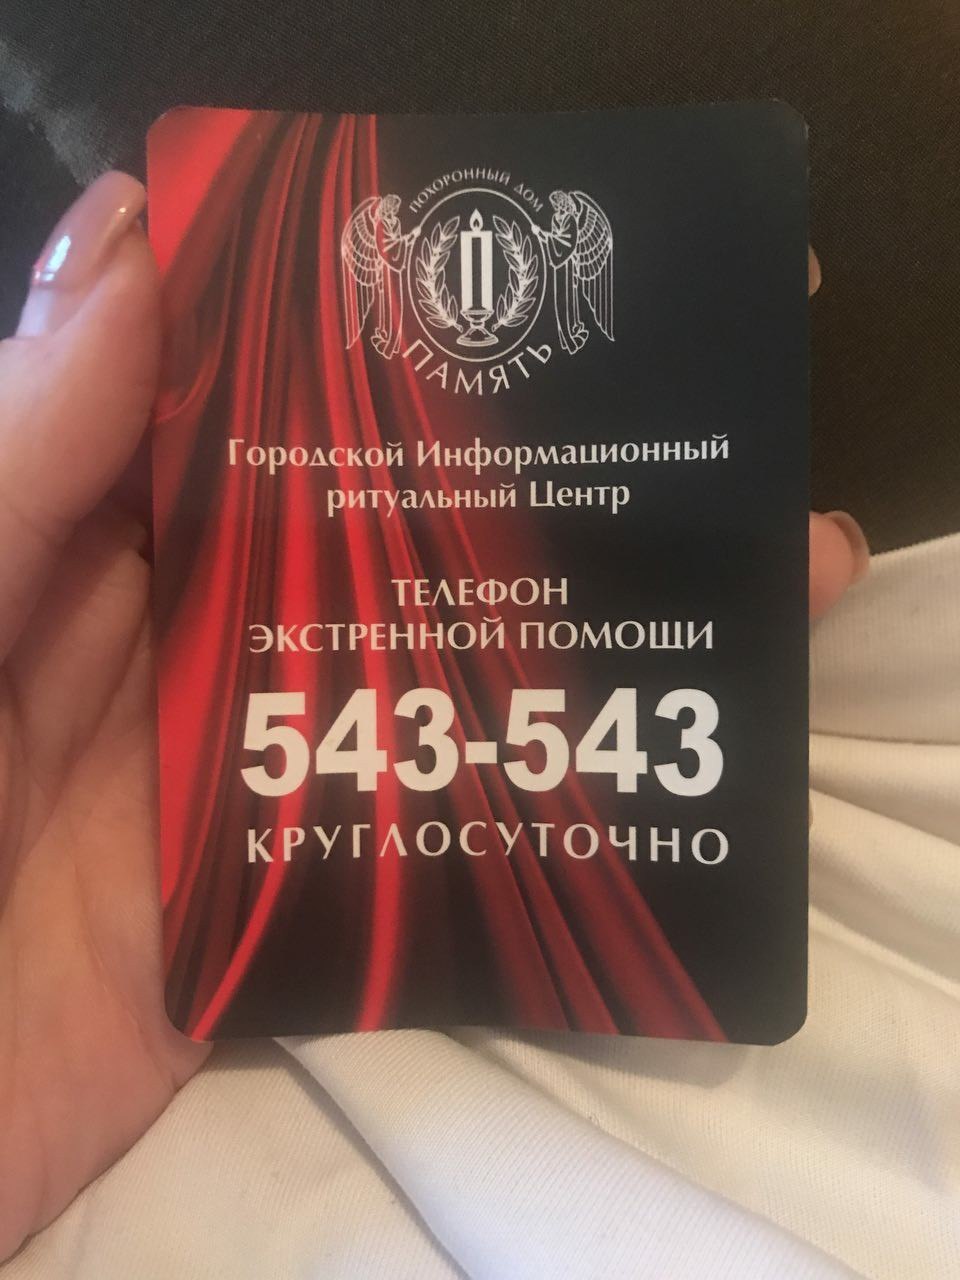 ПОХОРОННЫЙ ДОМ
П
ПАМЯТЬ
Городской Информационный
ритуальный Центр
ТЕЛЕФОН
ЭКСТРЕННОЙ ПОМОЩИ
543-543
КРУГЛОСУТОЧНО